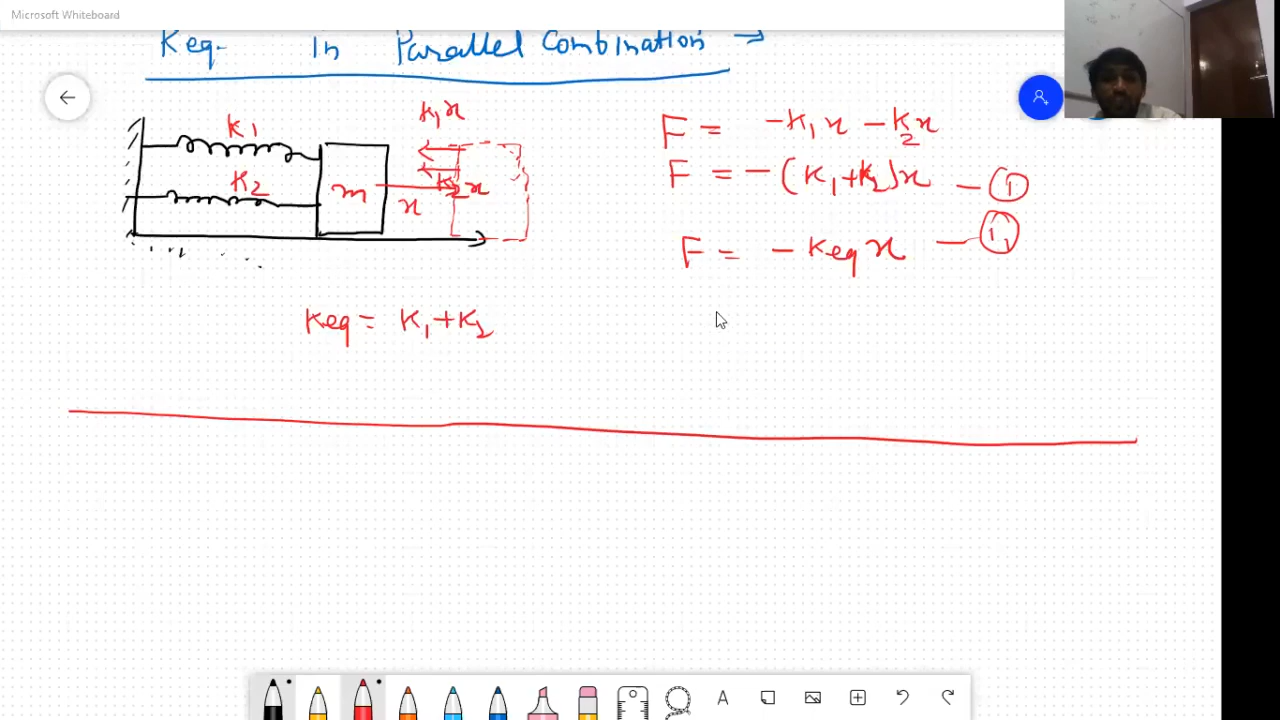 Microsoft Whiteboard
Keq. In Parallel Combination →
K1
K2
m
K1x
K2x
x
F = -K1x - K2x
F = -(K1+K2)x — ①
F = -Keq x — ⑪
Keq = K1+K2
A